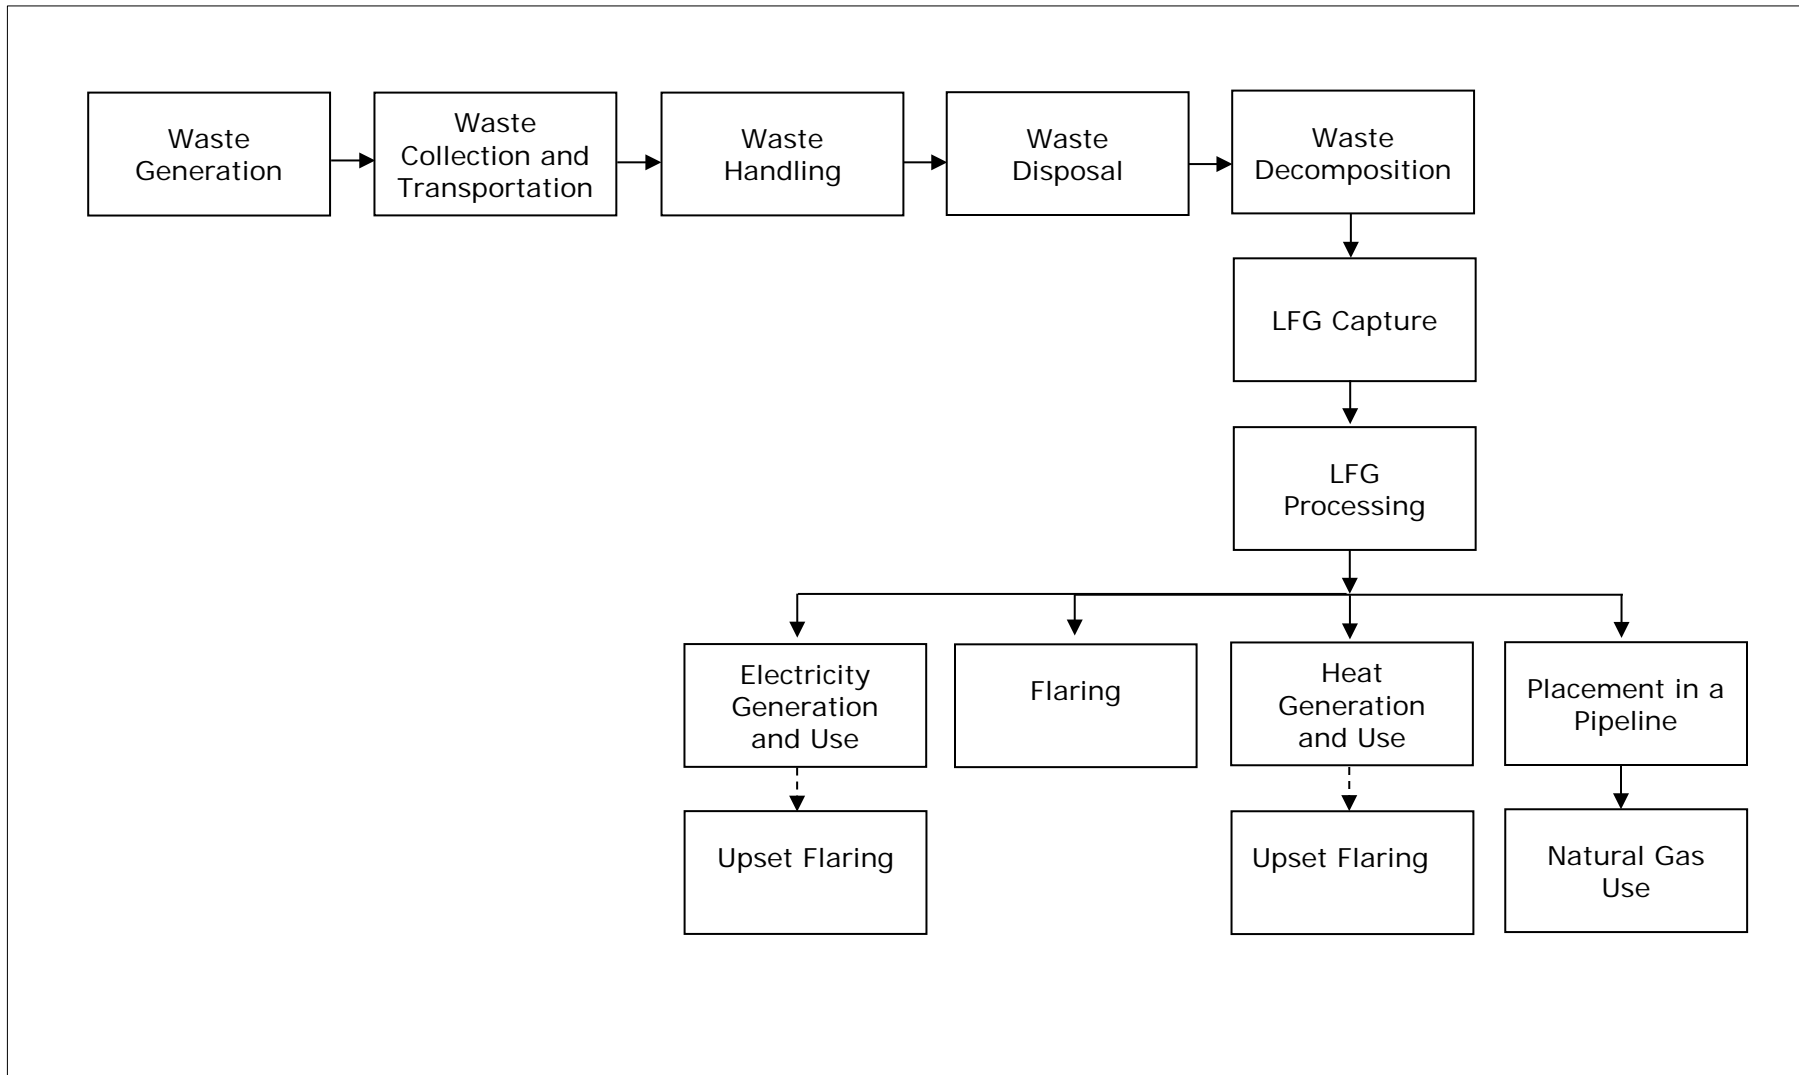 Waste
Generation
Waste
Collection and
Transportation
Waste
Handling
Waste
Disposal
Waste
Decomposition
LFG Capture
LFG
Processing
Electricity
Generation
and Use
Flaring
Heat
Generation
and Use
Placement in a
Pipeline
Upset Flaring
Upset Flaring
Natural Gas
Use